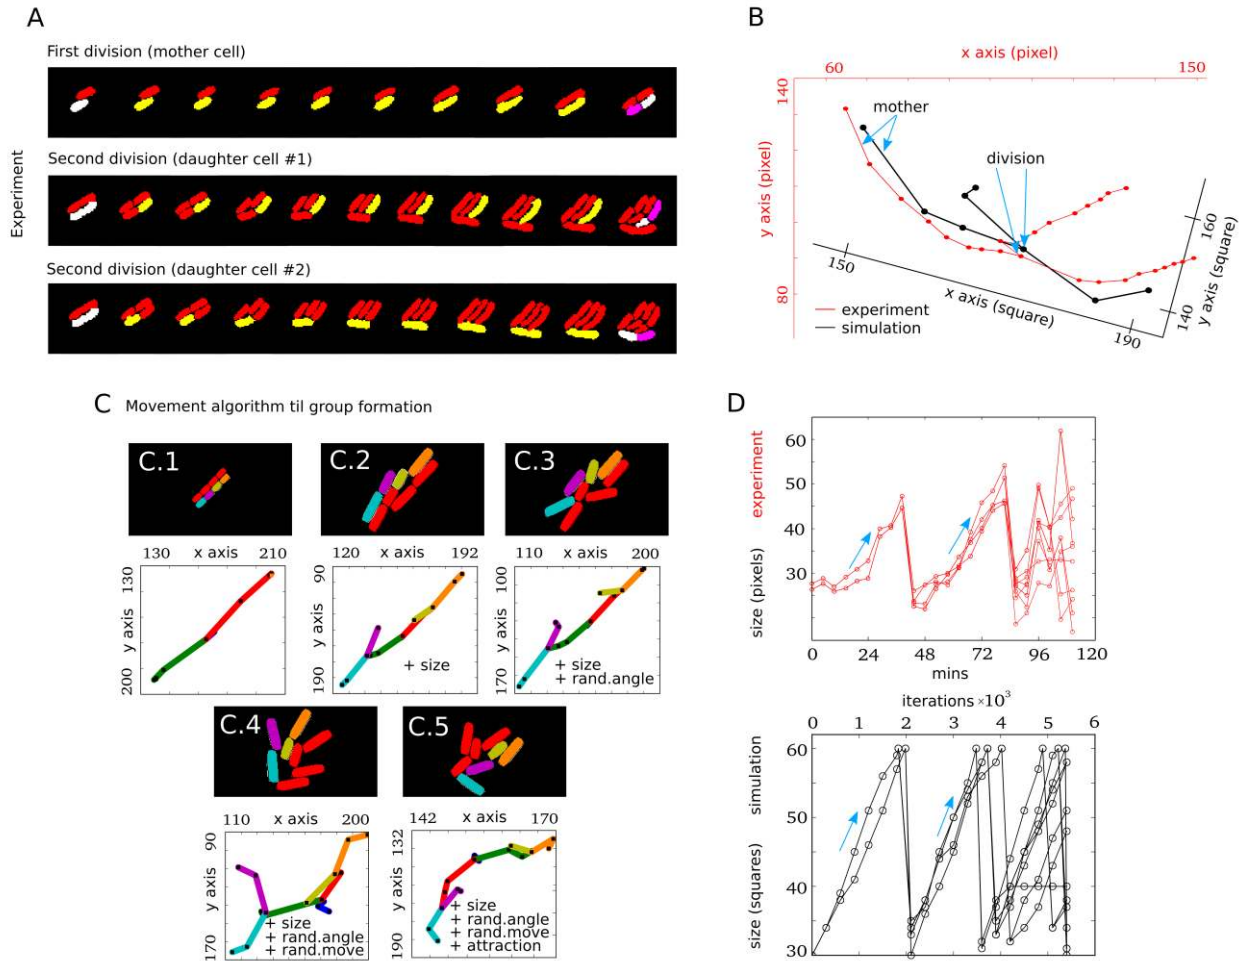 A
First division (mother cell)
Second division (daughter cell #1)
Second division (daughter cell #2)
Experiment
B
x axis (pixel)
60
150
140
80
y axis (pixel)
mother
division
150
190
x axis (square)
160
140
y axis (square)
experiment
simulation
C Movement algorithm til group formation
C.1
C.2
C.3
130 x axis 210
130
y axis
200
120 x axis 192
90
y axis
190
+ size
110 x axis 200
100
y axis
170
+ size
+ rand.angle
C.4
C.5
110 x axis 200
90
y axis
170
+ size
+ rand.angle
+ rand.move
142 x axis 170
132
y axis
190
+ size
+ rand.angle
+ rand.move
+ attraction
D
experiment
size (pixels)
60
50
40
30
0 24 48 72 96 120
mins
iterations ×10³
0 1 2 3 4 5 6
simulation
size (squares)
60
50
40
30